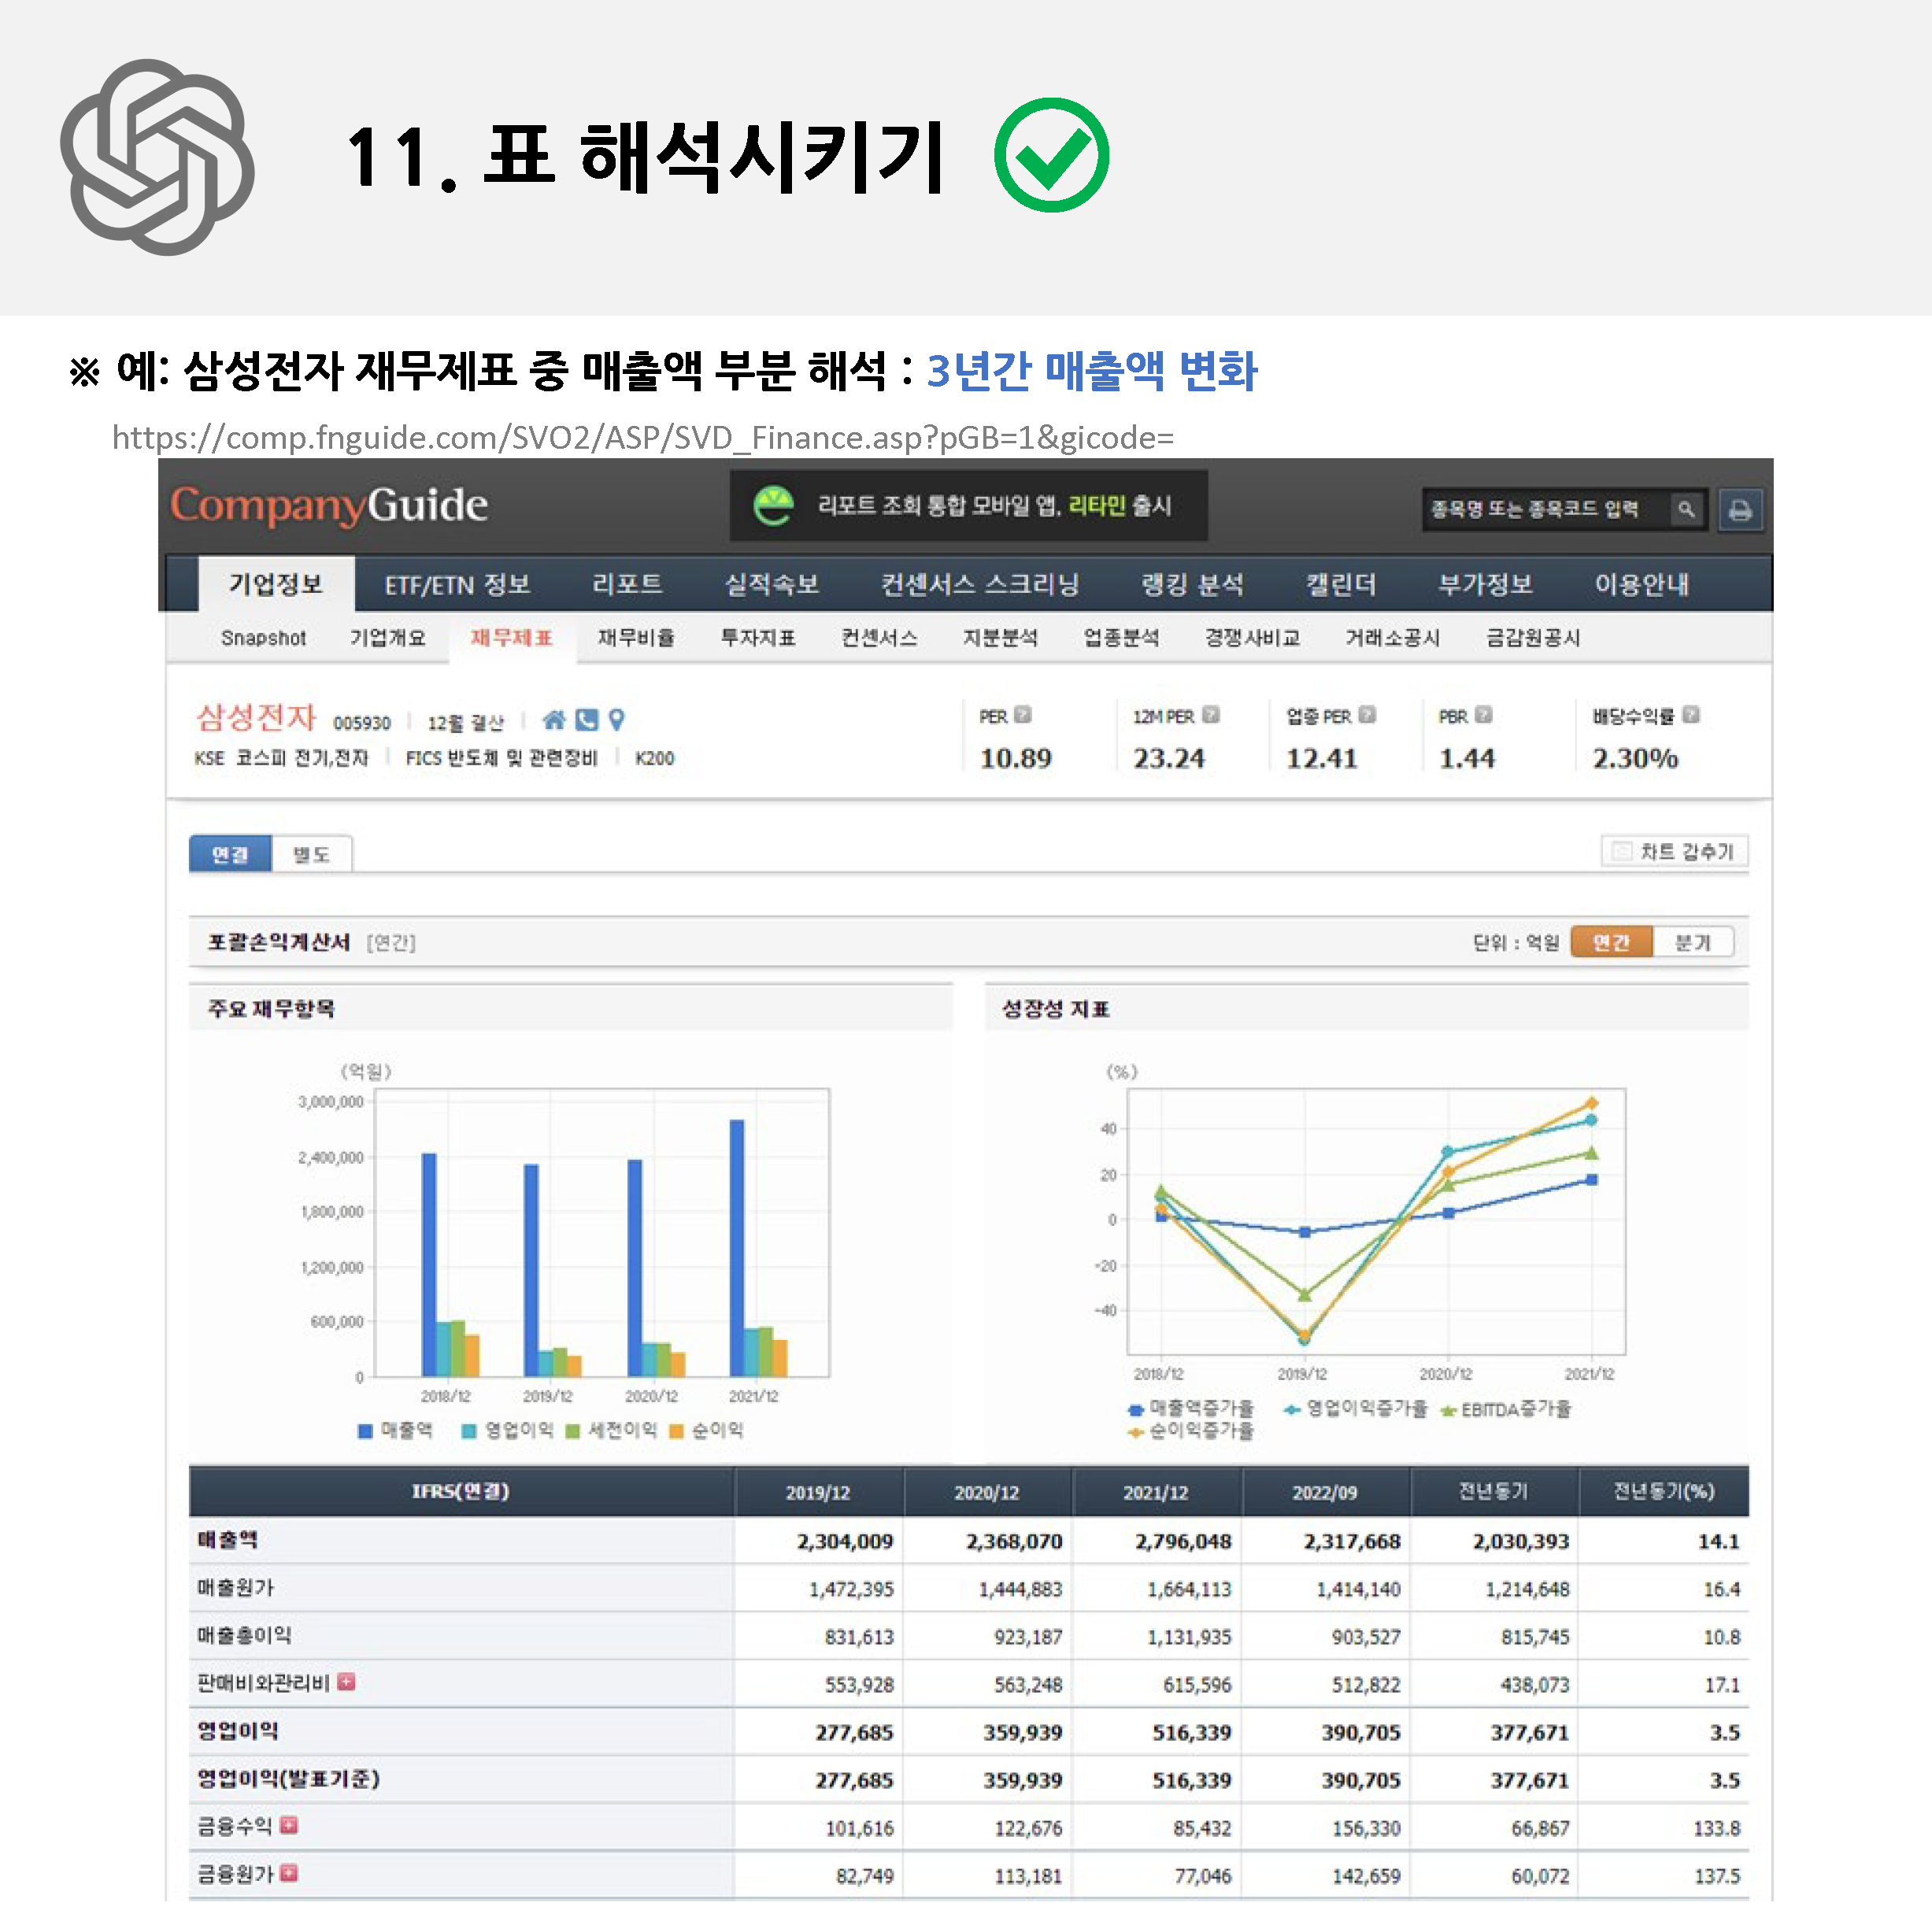 11. 표 해석시키기
※ 예: 삼성전자 재무제표 중 매출액 부분 해석 : 3년간 매출액 변화
https://comp.fnguide.com/SVO2/ASP/SVD_Finance.asp?pGB=1&gicode=
CompanyGuide 리포트 조회 통합 모바일 앱, 리타민 출시 종목명 또는 종목코드 입력
기업정보 ETF/ETN 정보 리포트 실적속보 컨센서스 스크리닝 랭킹 분석 캘린더 부가정보 이용안내
Snapshot 기업개요 재무제표 재무비율 투자지표 컨센서스 지분분석 업종분석 경쟁사비교 거래소공시 금감원공시
삼성전자 005930 12월 결산
KSE 코스피 전기,전자 FICS 반도체 및 관련장비 K200
PER 12M PER 업종 PER PBR 배당수익률
10.89 23.24 12.41 1.44 2.30%
연결 별도 차트 감추기
포괄손익계산서 [연간] 단위 : 억원 연간 분기
주요 재무항목
(억원)
3,000,000
2,400,000
1,800,000
1,200,000
600,000
0
2018/12 2019/12 2020/12 2021/12
매출액 영업이익 세전이익 순이익
성장성 지표
(%)
40
20
0
-20
-40
2018/12 2019/12 2020/12 2021/12
매출액증가율 영업이익증가율 EBITDA증가율
순이익증가율
IFRS(연결) 2019/12 2020/12 2021/12 2022/09 전년동기 전년동기(%)
매출액 2,304,009 2,368,070 2,796,048 2,317,668 2,030,393 14.1
매출원가 1,472,395 1,444,883 1,664,113 1,414,140 1,214,648 16.4
매출총이익 831,613 923,187 1,131,935 903,527 815,745 10.8
판매비와관리비 553,928 563,248 615,596 512,822 438,073 17.1
영업이익 277,685 359,939 516,339 390,705 377,671 3.5
영업이익(발표기준) 277,685 359,939 516,339 390,705 377,671 3.5
금융수익 101,616 122,676 85,432 156,330 66,867 133.8
금융원가 82,749 113,181 77,046 142,659 60,072 137.5